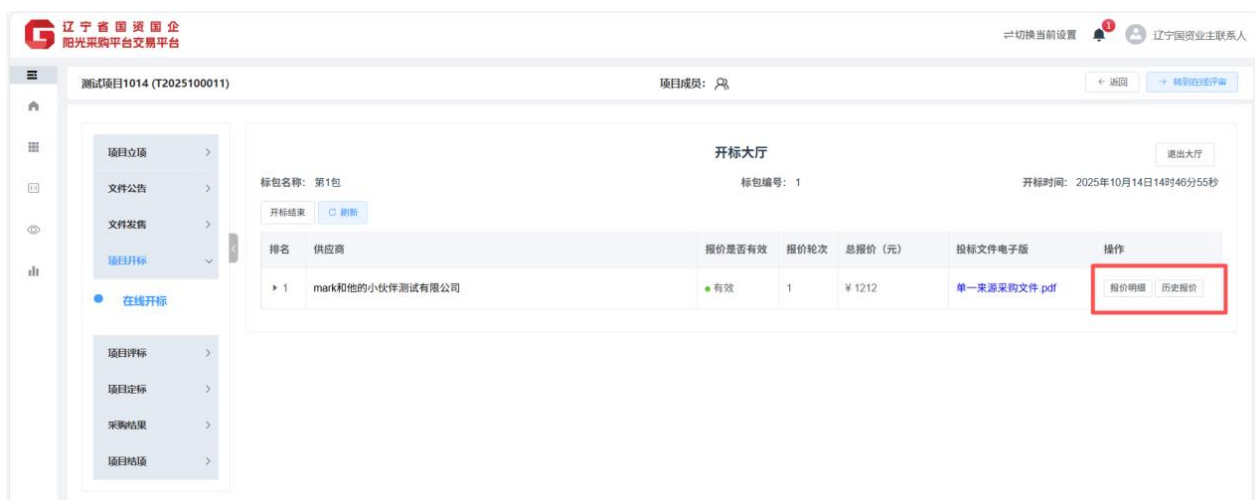 辽宁省国资国企
阳光采购平台交易平台
⇌切换当前设置
1
辽宁国资业主联系人
测试项目1014 (T2025100011)
项目成员：
← 返回
→ 转到在线评审
项目立项
文件公告
文件发售
项目开标
在线开标
项目评标
项目定标
采购结果
项目结项
开标大厅
退出大厅
标包名称： 第1包
标包编号： 1
开标时间： 2025年10月14日14时46分55秒
开标结束
刷新
排名 供应商 报价是否有效 报价轮次 总报价（元） 投标文件电子版 操作
1 mark和他的小伙伴测试有限公司 有效 1 ¥ 1212 单一来源采购文件.pdf 报价明细 历史报价